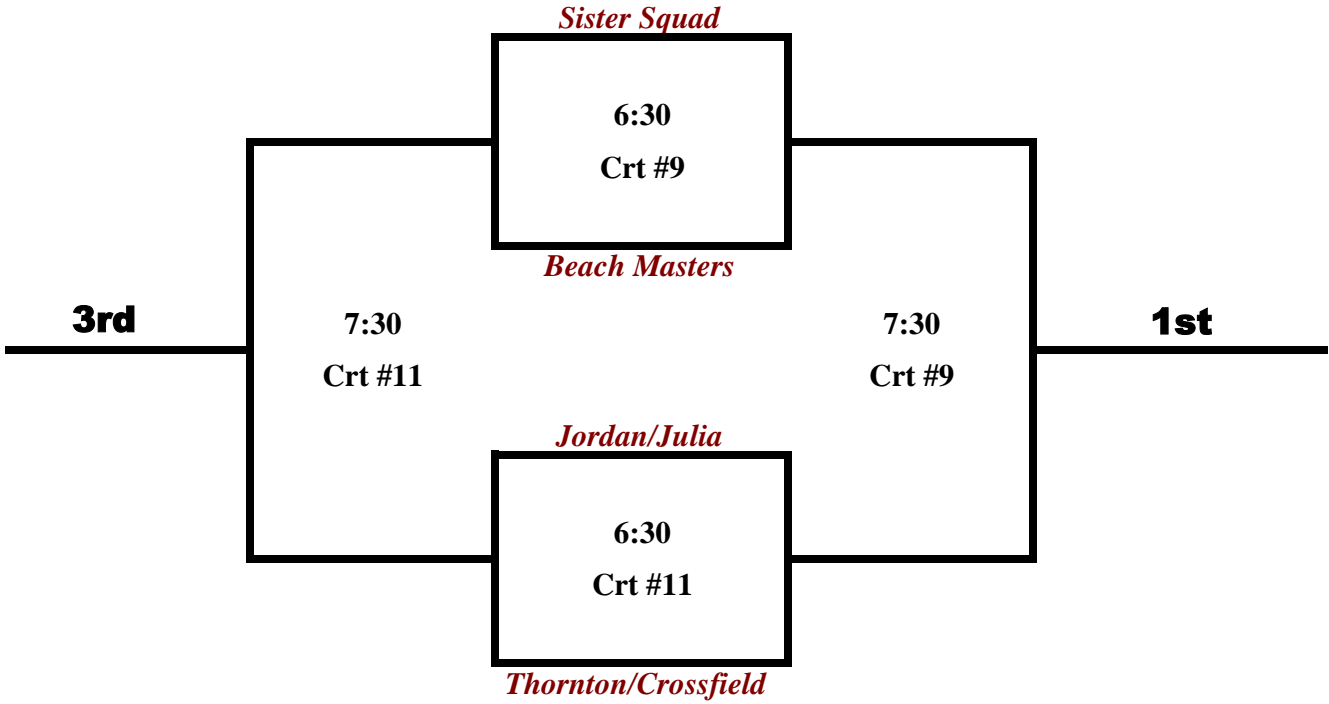 Sister Squad
6:30
Crt #9
Beach Masters
3rd
7:30
Crt #11
7:30
Crt #9
1st
Jordan/Julia
6:30
Crt #11
Thornton/Crossfield